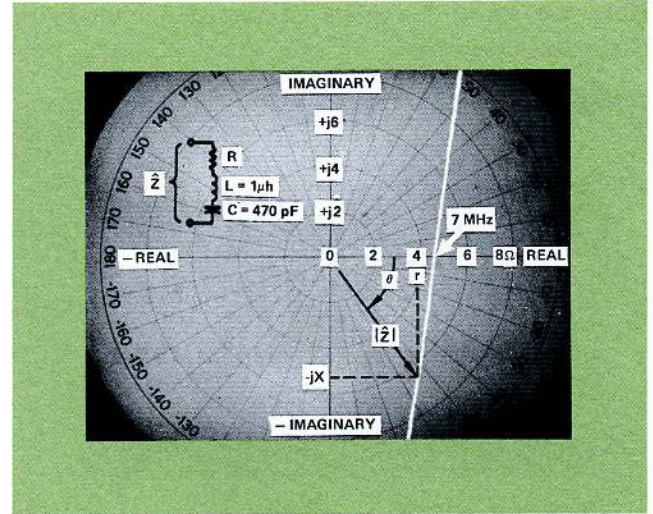 IMAGINARY
130
140
150
160
170
180
-170
-160
-150
-140
-130
50
+j6
+j4
+j2
Ẑ
R
L = 1μh
C = 470 pF
7 MHz
– REAL
0
2
4
6
8Ω
REAL
θ
r
|Ẑ|
-jX
– IMAGINARY